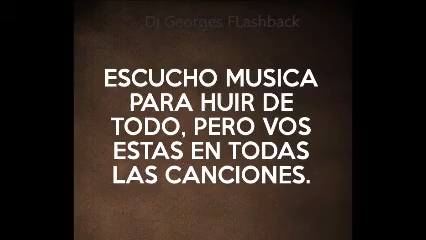 Dj Georges FLashback
ESCUCHO MUSICA
PARA HUIR DE
TODO, PERO VOS
ESTAS EN TODAS
LAS CANCIONES.